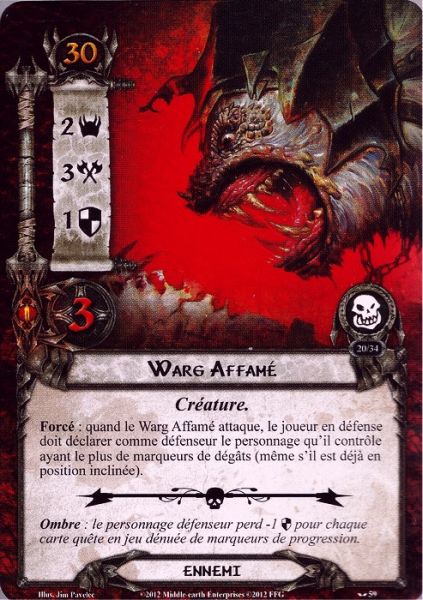 30
2
3
1
3
20/34
Warg Affamé
Créature.
Forcé : quand le Warg Affamé attaque, le joueur en défense
doit déclarer comme défenseur le personnage qu'il contrôle
ayant le plus de marqueurs de dégâts (même s'il est déjà en
position inclinée).
Ombre : le personnage défenseur perd -1 pour chaque
carte quête en jeu dénuée de marqueurs de progression.
ENNEMI
Illus. Jim Pavelec ©2012 Middle-earth Enterprises ©2012 FFG 59